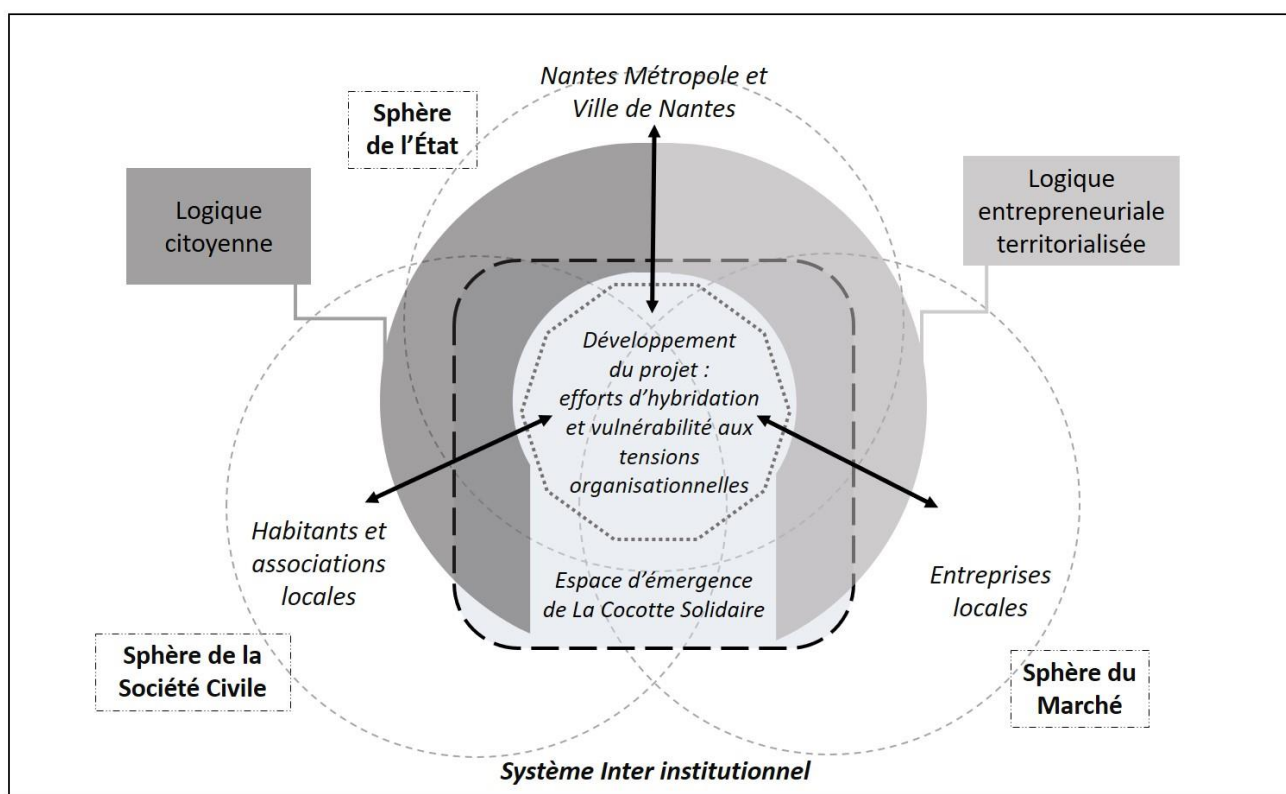 Nantes Métropole et
Ville de Nantes
Sphère
de l’État
Logique
citoyenne
Logique
entrepreneuriale
territorialisée
Développement
du projet :
efforts d’hybridation
et vulnérabilité aux
tensions
organisationnelles
Habitants et
associations
locales
Espace d’émergence
de La Cocotte Solidaire
Entreprises
locales
Sphère de la
Société Civile
Sphère du
Marché
Système Inter institutionnel